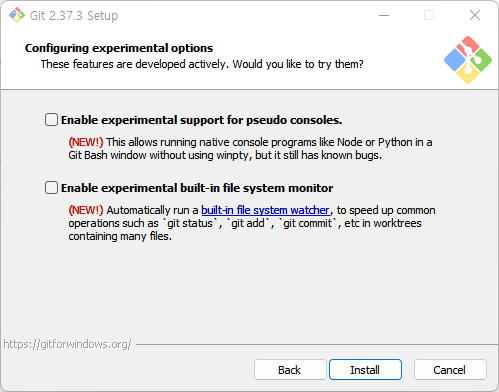 Git 2.37.3 Setup
Configuring experimental options
These features are developed actively. Would you like to try them?
Enable experimental support for pseudo consoles.
(NEW!) This allows running native console programs like Node or Python in a
Git Bash window without using winpty, but it still has known bugs.
Enable experimental built-in file system monitor
(NEW!) Automatically run a built-in file system watcher, to speed up common
operations such as `git status`, `git add`, `git commit`, etc in worktrees
containing many files.
https://gitforwindows.org/
Back
Install
Cancel